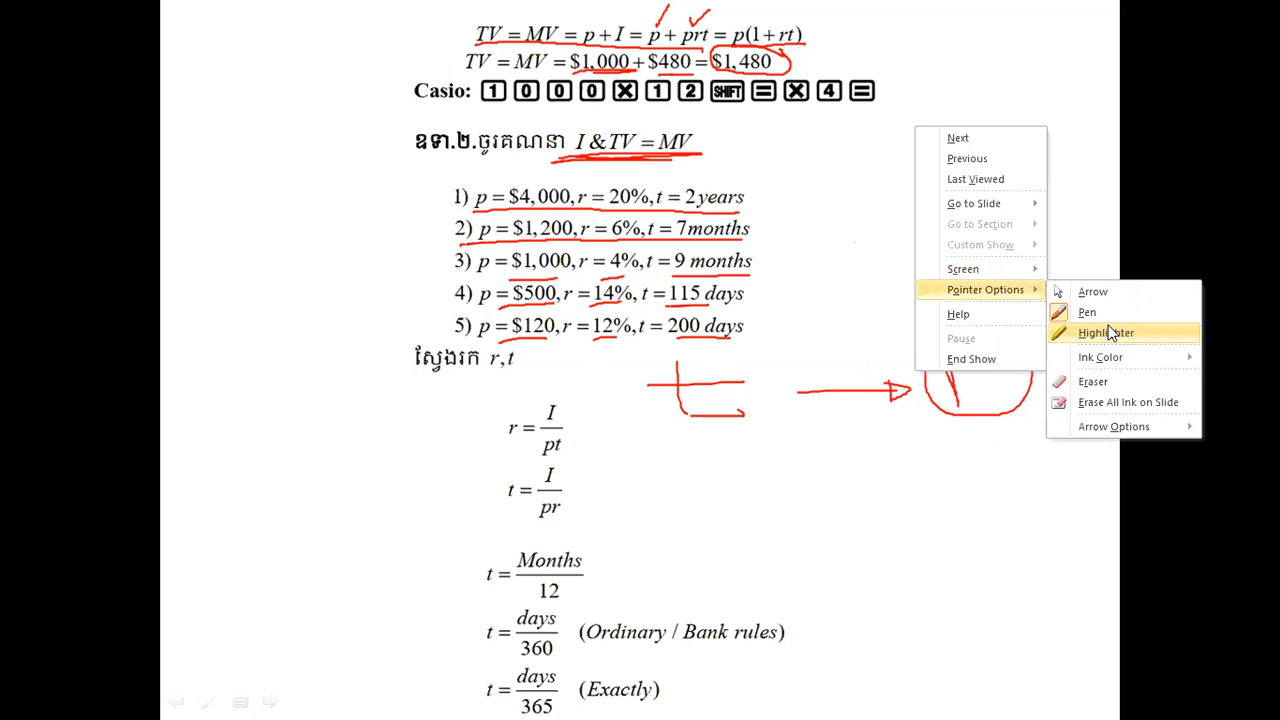 TV = MV = p + I = p + prt = p(1 + rt)
TV = MV = $1,000 + $480 = $1,480
Casio: 1 0 0 0 × 1 2 SHIFT = × 4 =
ឧទា.២.ចូរគណនា I & TV = MV
1) p = $4,000, r = 20%, t = 2 years
2) p = $1,200, r = 6%, t = 7 months
3) p = $1,000, r = 4%, t = 9 months
4) p = $500, r = 14%, t = 115 days
5) p = $120, r = 12%, t = 200 days
ស្វែងរក r, t
t
r = I / pt
t = I / pr
t = Months / 12
t = days / 360 (Ordinary / Bank rules)
t = days / 365 (Exactly)
Next
Previous
Last Viewed
Go to Slide
Go to Section
Custom Show
Screen
Pointer Options
Help
Pause
End Show
Arrow
Pen
Highlighter
Ink Color
Eraser
Erase All Ink on Slide
Arrow Options